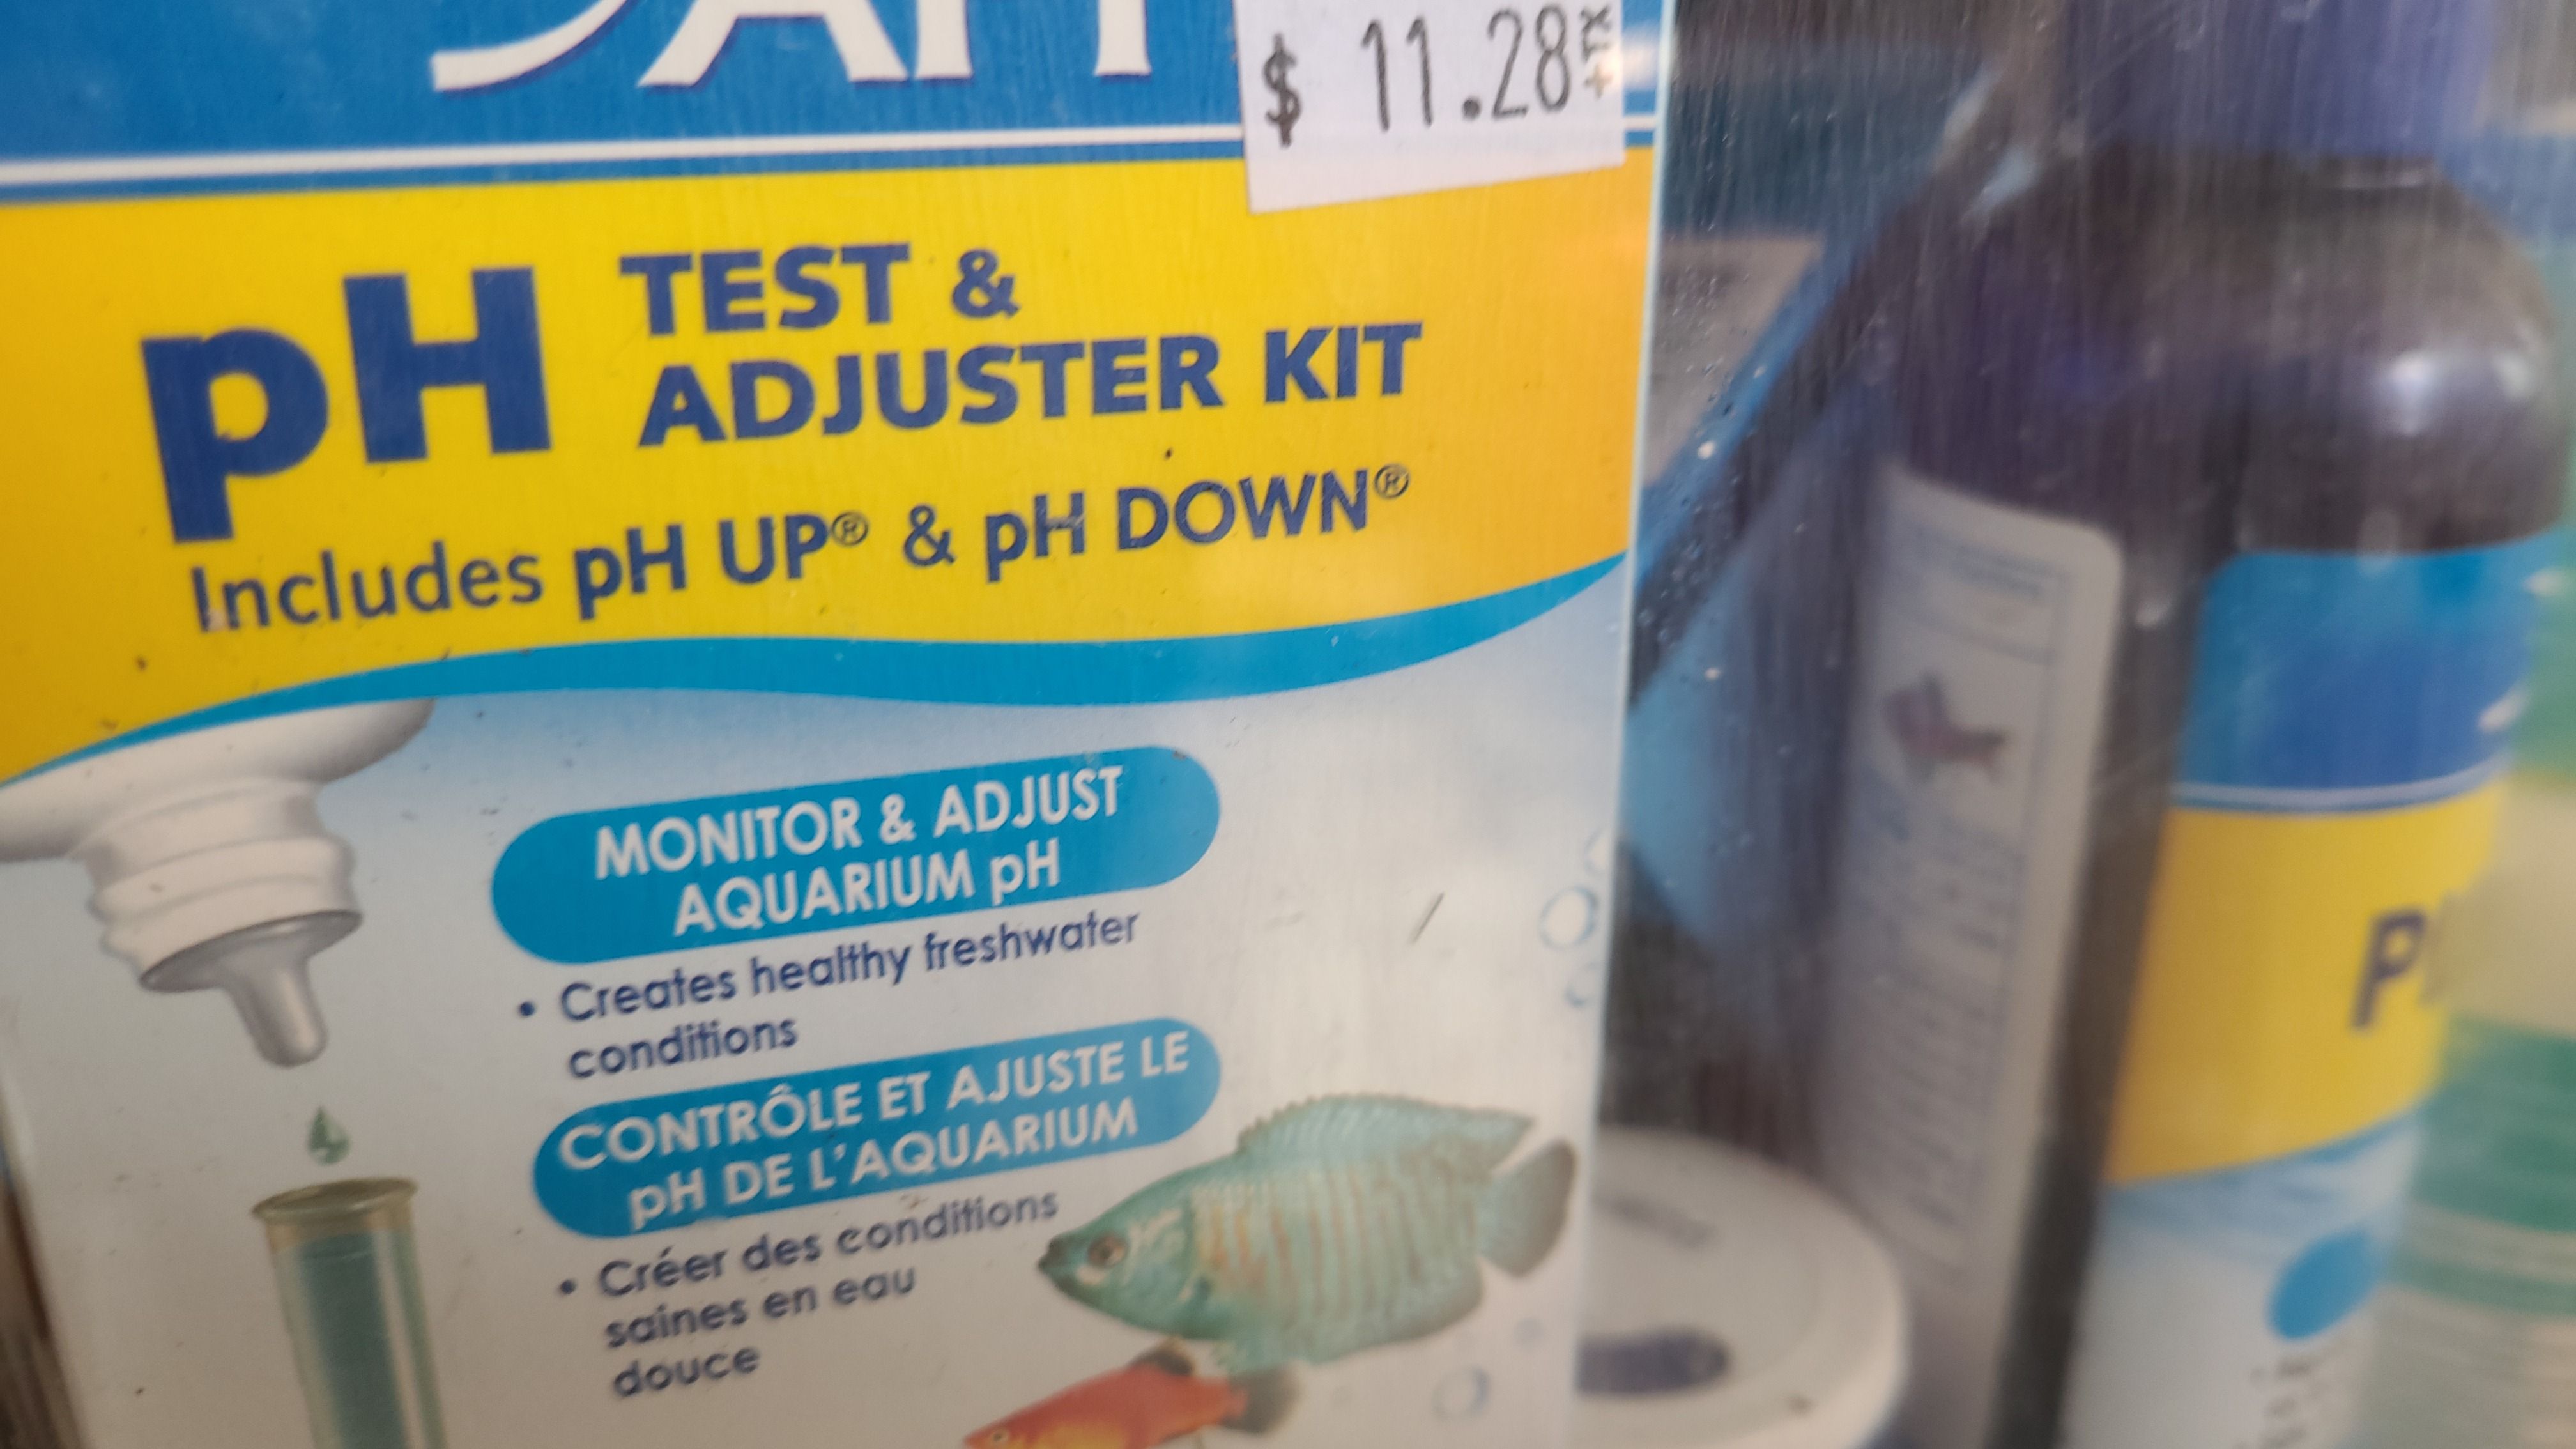 API
$ 11.28
pH TEST &
ADJUSTER KIT
Includes pH UP® & pH DOWN®
MONITOR & ADJUST
AQUARIUM pH
• Creates healthy freshwater
conditions
CONTRÔLE ET AJUSTE LE
pH DE L'AQUARIUM
• Créer des conditions
saines en eau
douce